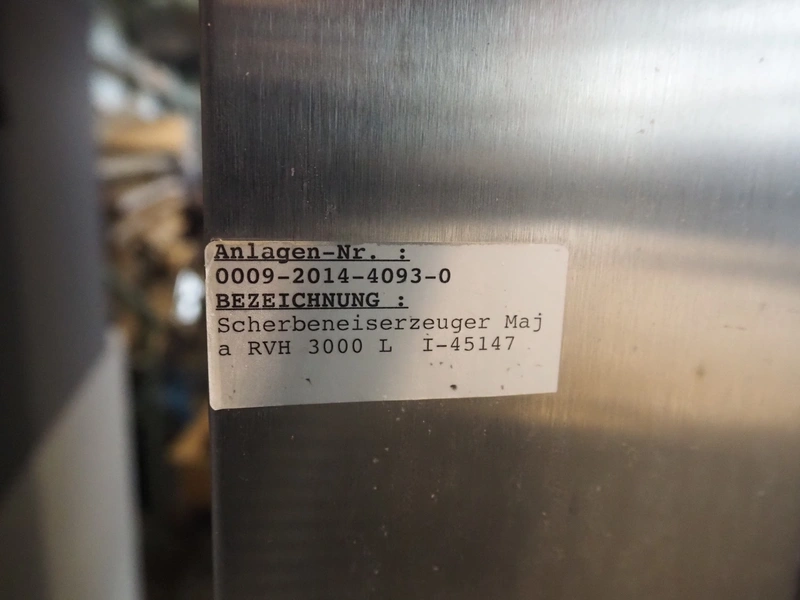 Anlagen-Nr. :
0009-2014-4093-0
BEZEICHNUNG :
Scherbeneiserzeuger Maj
a RVH 3000 L  I-45147